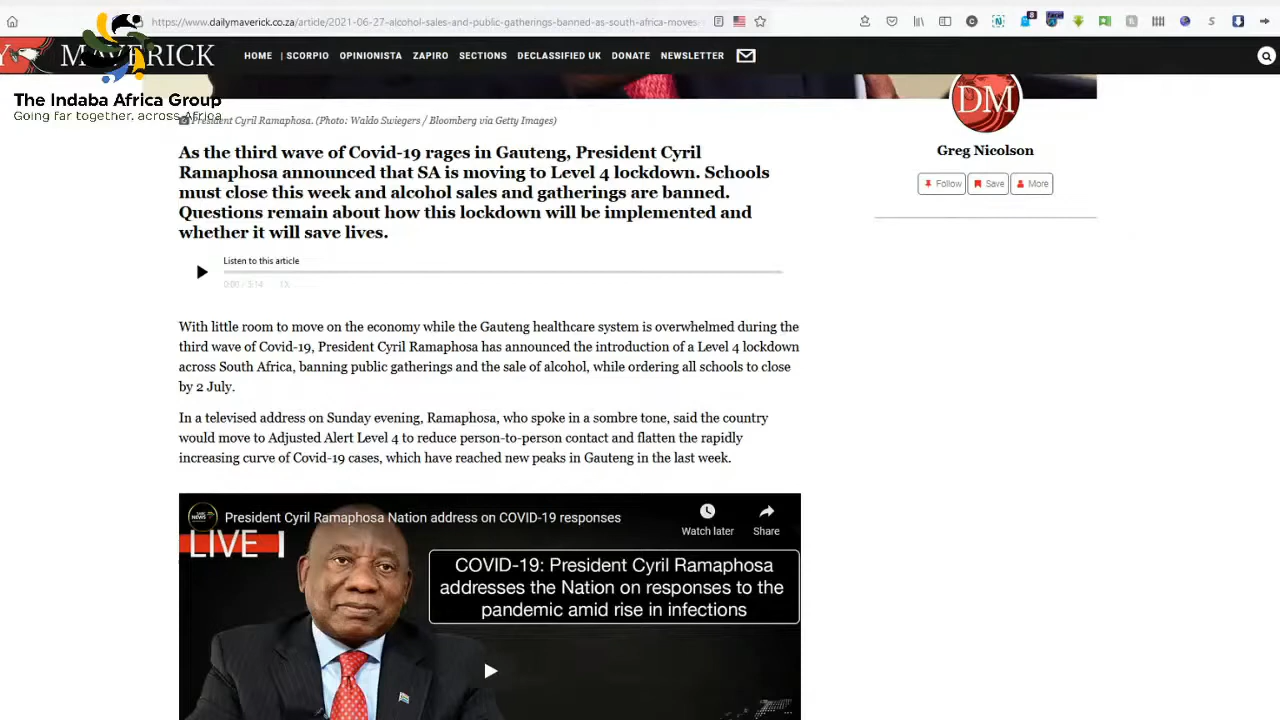 https://www.dailymaverick.co.za/article/2021-06-27-alcohol-sales-and-public-gatherings-banned-as-south-africa-moves
MAVERICK
HOME | SCORPIO OPINIONISTA ZAPIRO SECTIONS DECLASSIFIED UK DONATE NEWSLETTER
The Indaba Africa Group
Going far together, across Africa
President Cyril Ramaphosa. (Photo: Waldo Swiegers / Bloomberg via Getty Images)
DM
Greg Nicolson
Follow Save More
As the third wave of Covid-19 rages in Gauteng, President Cyril
Ramaphosa announced that SA is moving to Level 4 lockdown. Schools
must close this week and alcohol sales and gatherings are banned.
Questions remain about how this lockdown will be implemented and
whether it will save lives.
Listen to this article
0:00 / 5:14 1X
With little room to move on the economy while the Gauteng healthcare system is overwhelmed during the
third wave of Covid-19, President Cyril Ramaphosa has announced the introduction of a Level 4 lockdown
across South Africa, banning public gatherings and the sale of alcohol, while ordering all schools to close
by 2 July.
In a televised address on Sunday evening, Ramaphosa, who spoke in a sombre tone, said the country
would move to Adjusted Alert Level 4 to reduce person-to-person contact and flatten the rapidly
increasing curve of Covid-19 cases, which have reached new peaks in Gauteng in the last week.
President Cyril Ramaphosa Nation address on COVID-19 responses
Watch later Share
LIVE
COVID-19: President Cyril Ramaphosa
addresses the Nation on responses to the
pandemic amid rise in infections